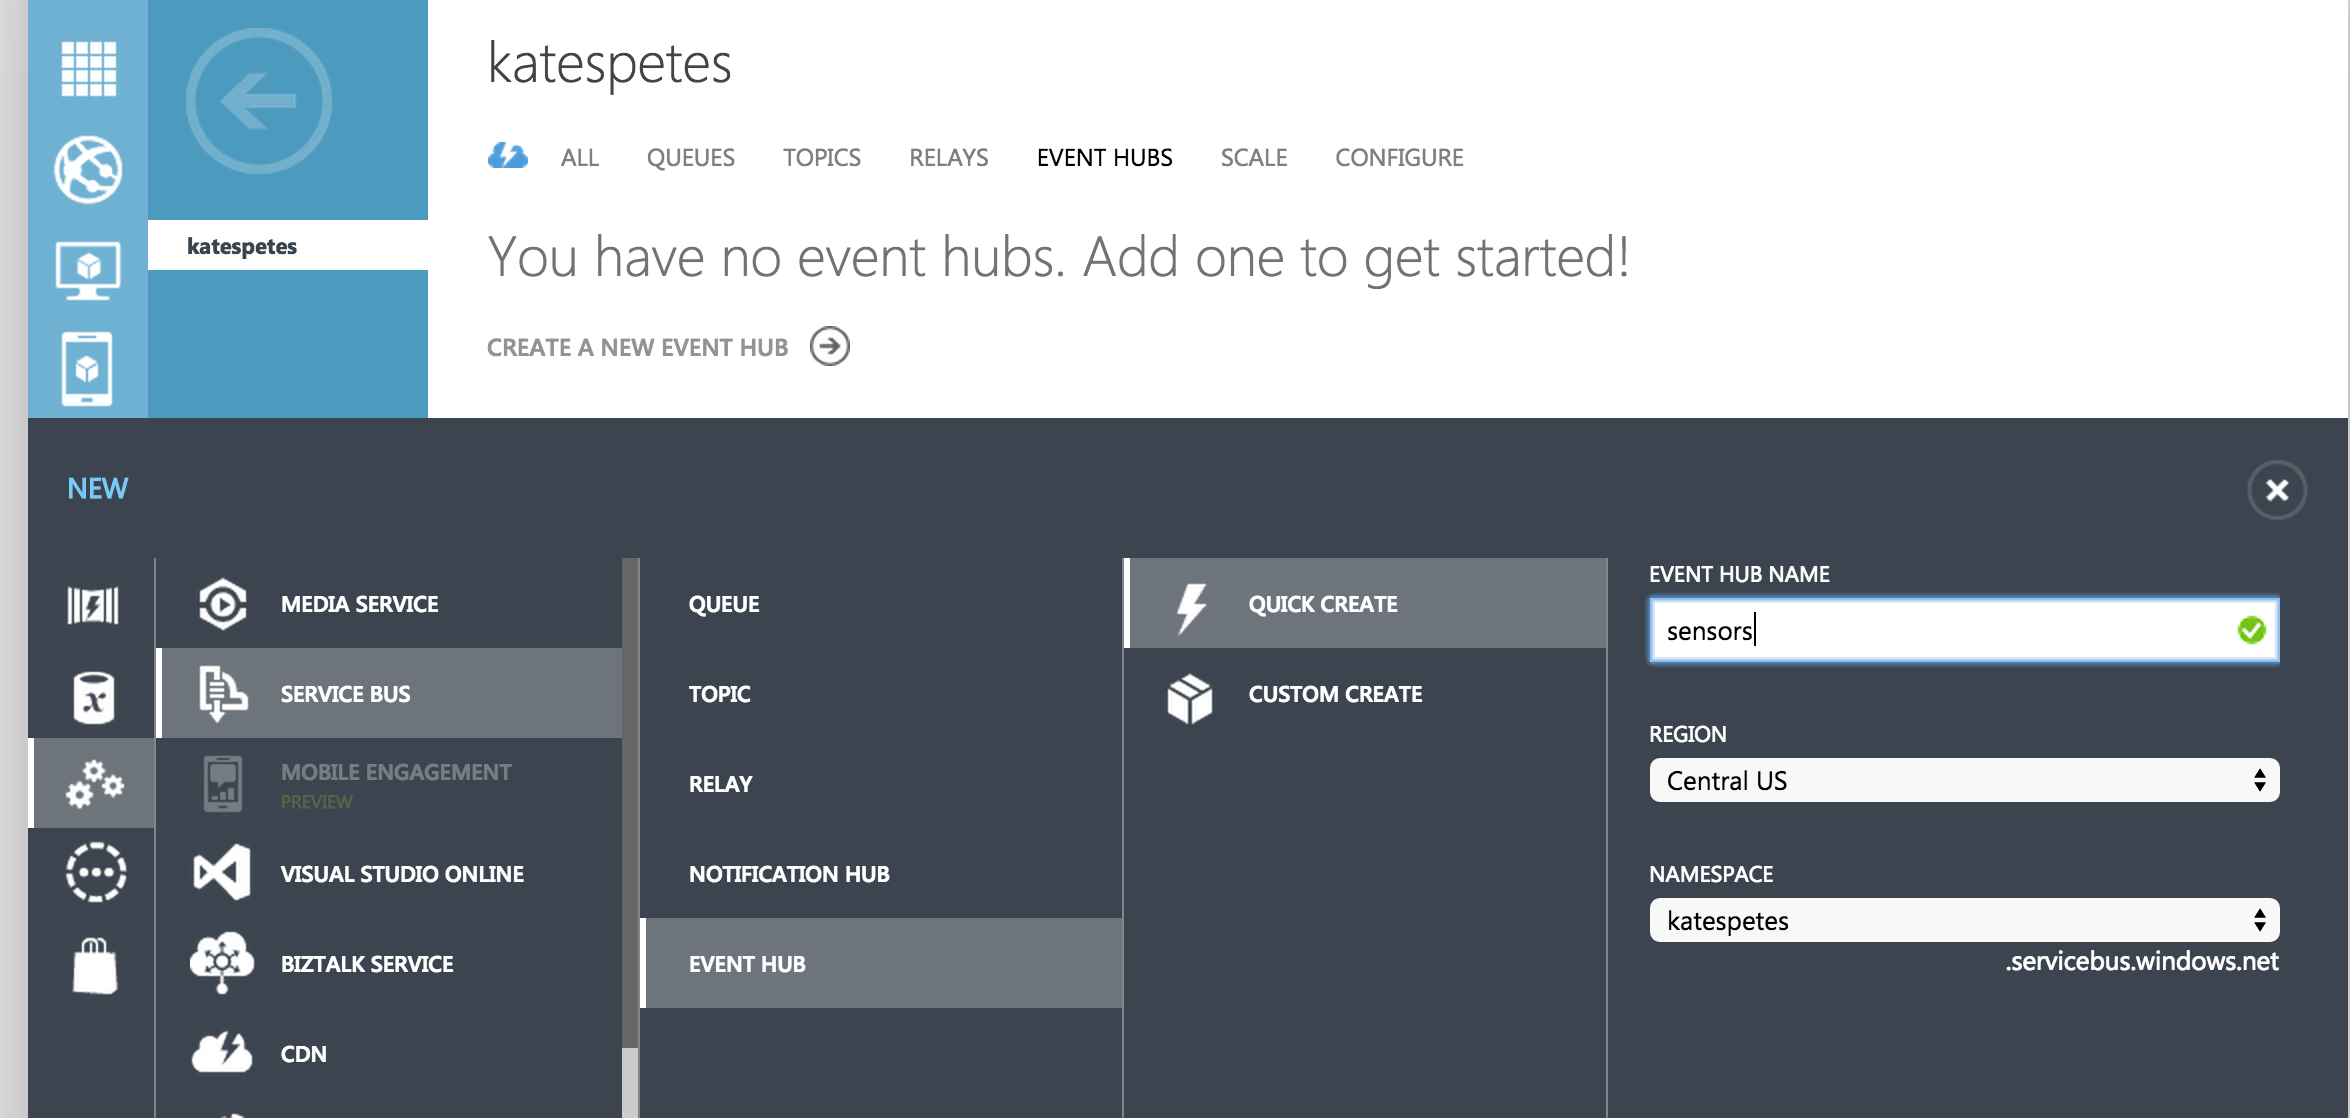 katespetes
ALL QUEUES TOPICS RELAYS EVENT HUBS SCALE CONFIGURE
katespetes
You have no event hubs. Add one to get started!
CREATE A NEW EVENT HUB
NEW
MEDIA SERVICE
SERVICE BUS
MOBILE ENGAGEMENT
PREVIEW
VISUAL STUDIO ONLINE
BIZTALK SERVICE
CDN
QUEUE
TOPIC
RELAY
NOTIFICATION HUB
EVENT HUB
QUICK CREATE
CUSTOM CREATE
EVENT HUB NAME
sensors
REGION
Central US
NAMESPACE
katespetes
.servicebus.windows.net